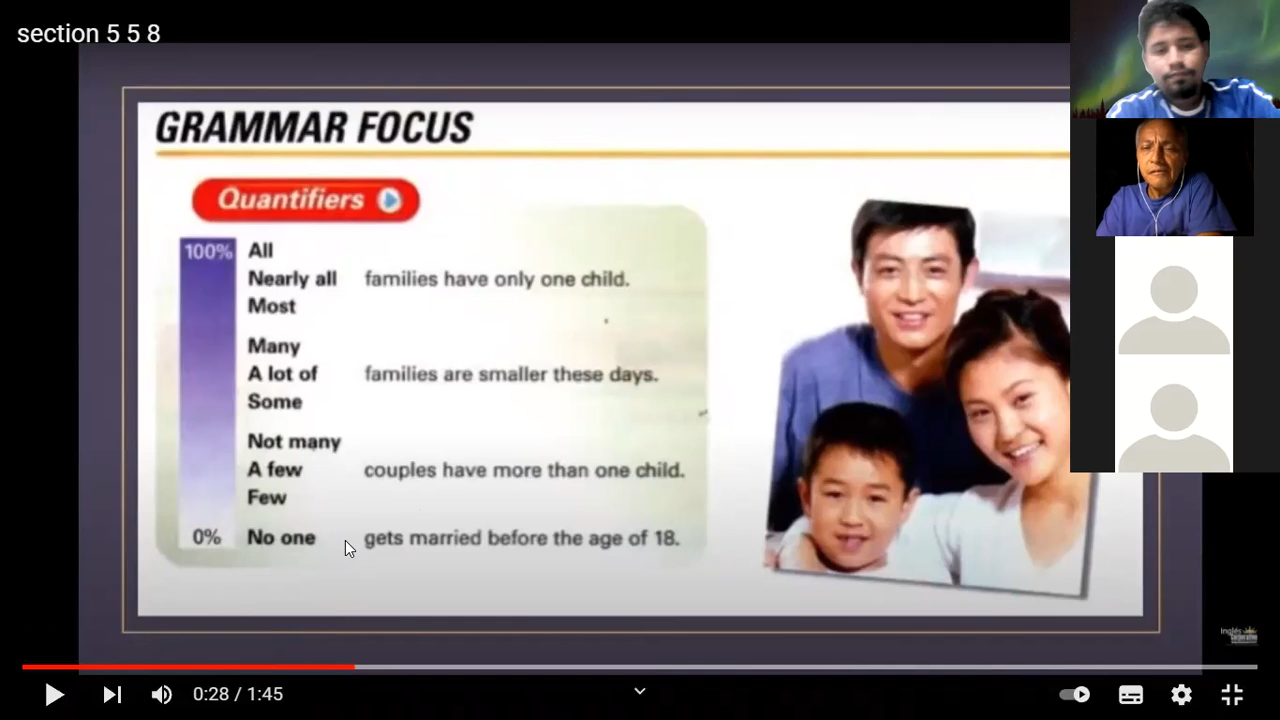 section 5 5 8
GRAMMAR FOCUS
Quantifiers
100% All
Nearly all families have only one child.
Most
Many
A lot of families are smaller these days.
Some
Not many
A few couples have more than one child.
Few
0% No one gets married before the age of 18.
Inglés
0:28 / 1:45